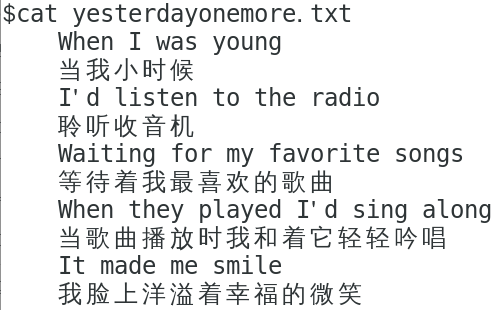 $cat yesterdayonemore.txt
When I was young
当我小时候
I'd listen to the radio
聆听收音机
Waiting for my favorite songs
等待着我最喜欢的歌曲
When they played I'd sing along
当歌曲播放时我和着它轻轻吟唱
It made me smile
我脸上洋溢着幸福的微笑